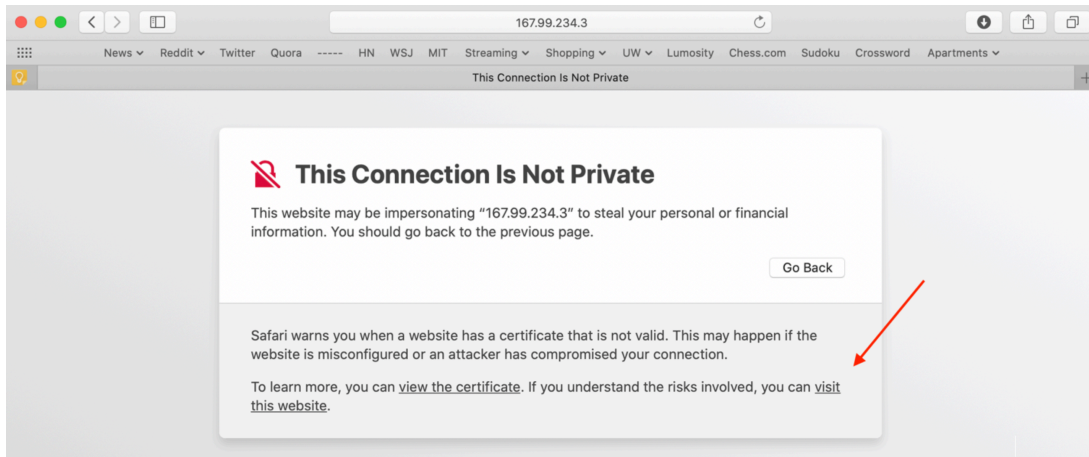 167.99.234.3
News Reddit Twitter Quora ----- HN WSJ MIT Streaming Shopping UW Lumosity Chess.com Sudoku Crossword Apartments
This Connection Is Not Private
This Connection Is Not Private
This website may be impersonating “167.99.234.3” to steal your personal or financial
information. You should go back to the previous page.
Go Back
Safari warns you when a website has a certificate that is not valid. This may happen if the
website is misconfigured or an attacker has compromised your connection.
To learn more, you can view the certificate. If you understand the risks involved, you can visit
this website.